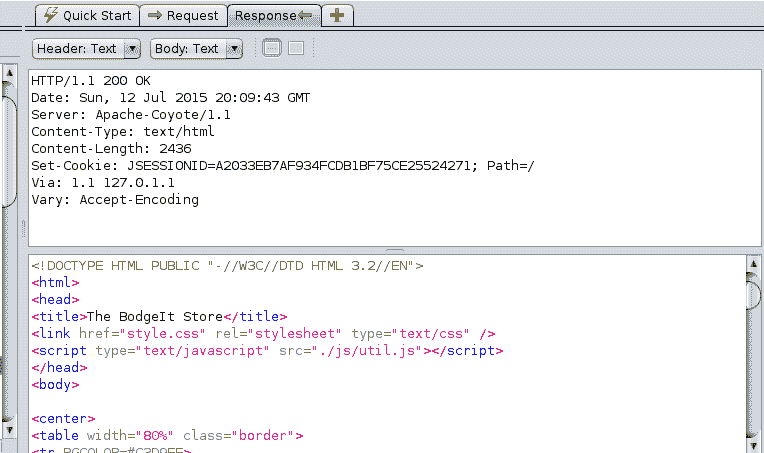 Quick Start Request Response
Header: Text Body: Text
HTTP/1.1 200 OK
Date: Sun, 12 Jul 2015 20:09:43 GMT
Server: Apache-Coyote/1.1
Content-Type: text/html
Content-Length: 2436
Set-Cookie: JSESSIONID=A2033EB7AF934FCDB1BF75CE25524271; Path=/
Via: 1.1 127.0.1.1
Vary: Accept-Encoding
<!DOCTYPE HTML PUBLIC "-//W3C//DTD HTML 3.2//EN">
<html>
<head>
<title>The BodgeIt Store</title>
<link href="style.css" rel="stylesheet" type="text/css" />
<script type="text/javascript" src="./js/util.js"></script>
</head>
<body>
<center>
<table width="80%" class="border">
<tr